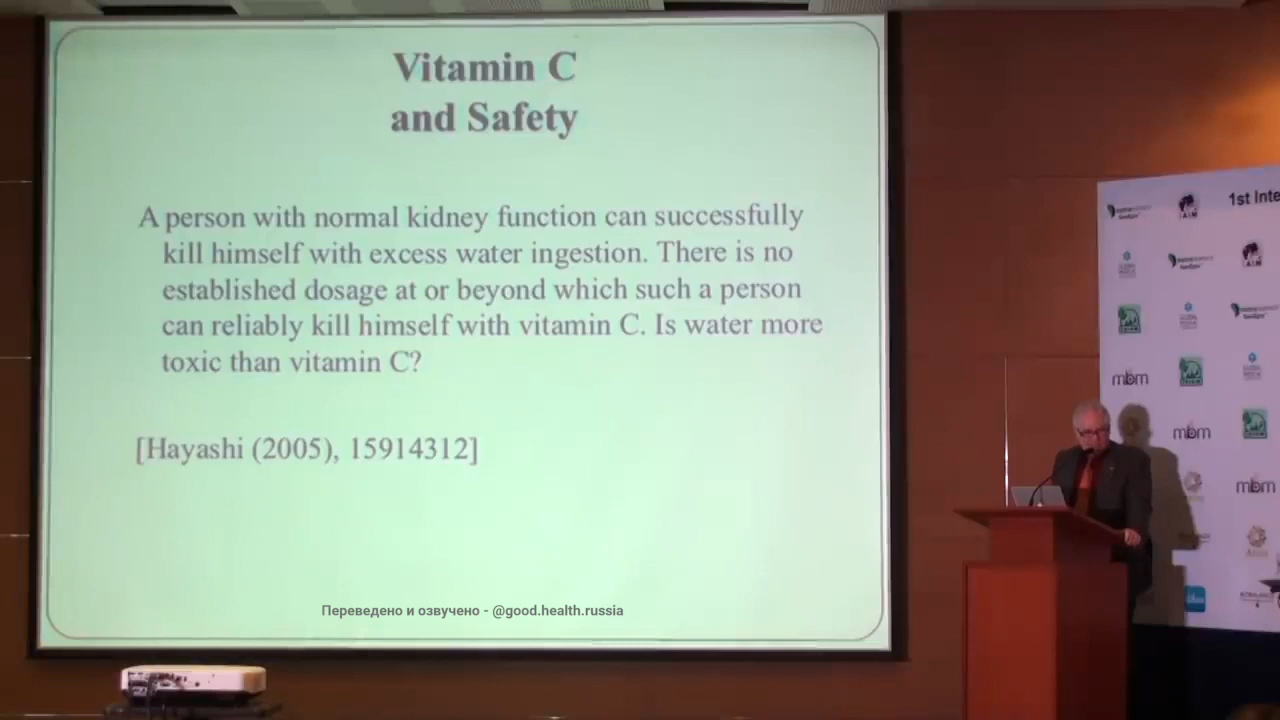 Vitamin C
and Safety
A person with normal kidney function can successfully
kill himself with excess water ingestion. There is no
established dosage at or beyond which such a person
can reliably kill himself with vitamin C. Is water more
toxic than vitamin C?
[Hayashi (2005), 15914312]
Переведено и озвучено - @good.health.russia
1st Inte
AIM
mbm
mbm
mbm